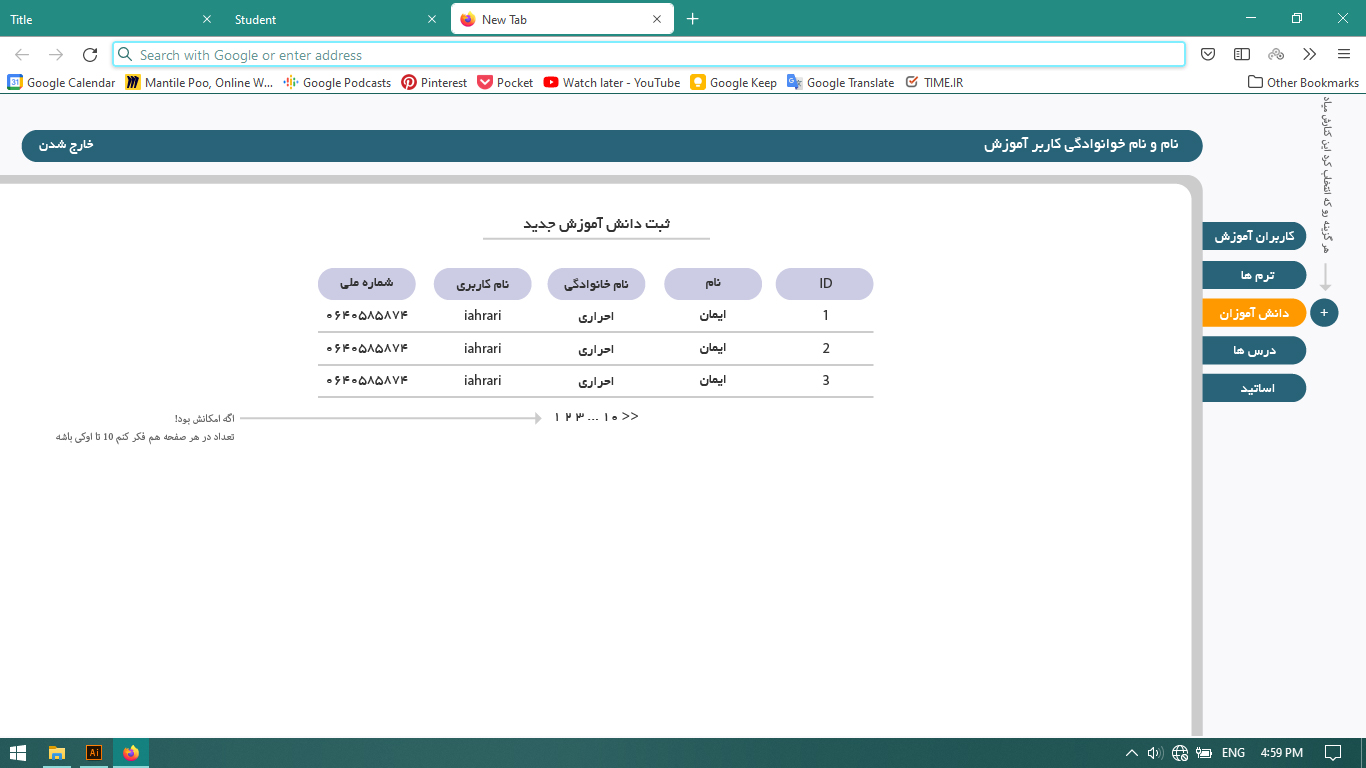 Title
Student
New Tab
Search with Google or enter address
Google Calendar
Mantile Poo, Online W...
Google Podcasts
Pinterest
Pocket
Watch later - YouTube
Google Keep
Google Translate
TIME.IR
Other Bookmarks
هر گزینه رو که انتخاب کرد این کنارش میاد
نام و نام خوانوادگی کاربر آموزش
خارج شدن
کاربران آموزش
ترم ها
دانش آموزان
+
درس ها
اساتید
ثبت دانش آموزش جدید
ID نام نام خانوادگی نام کاربری شماره ملی
1 ایمان احراری iahrari ۰۶۴۰۵۸۵۸۷۴
2 ایمان احراری iahrari ۰۶۴۰۵۸۵۸۷۴
3 ایمان احراری iahrari ۰۶۴۰۵۸۵۸۷۴
۱ ۲ ۳ ... ۱۰ >>
اگه امکانش بود!
تعداد در هر صفحه هم فکر کنم 10 تا اوکی باشه
31
Ai
ENG
4:59 PM